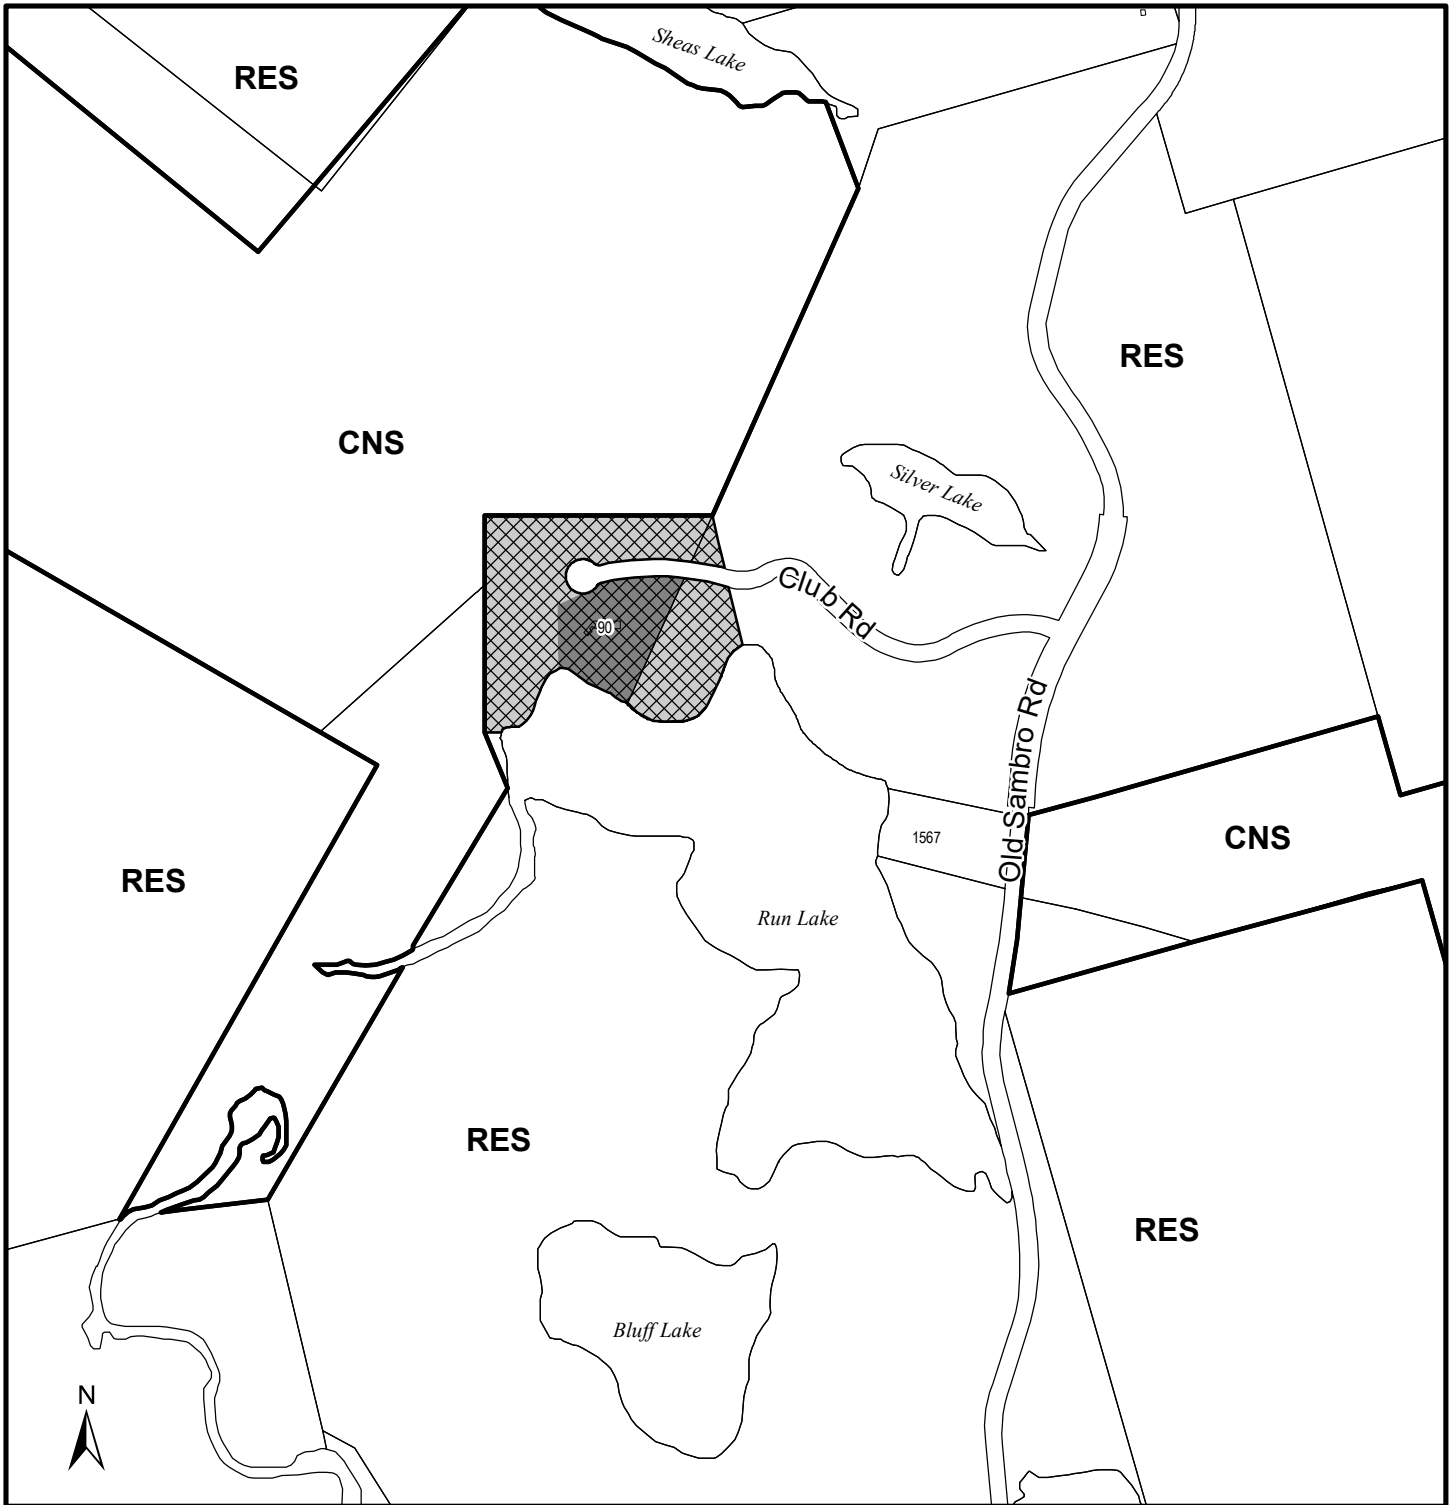 Sheas Lake
RES
RES
CNS
Silver Lake
Club Rd
90
Old Sambro Rd
1567
CNS
RES
Run Lake
RES
RES
Bluff Lake
N